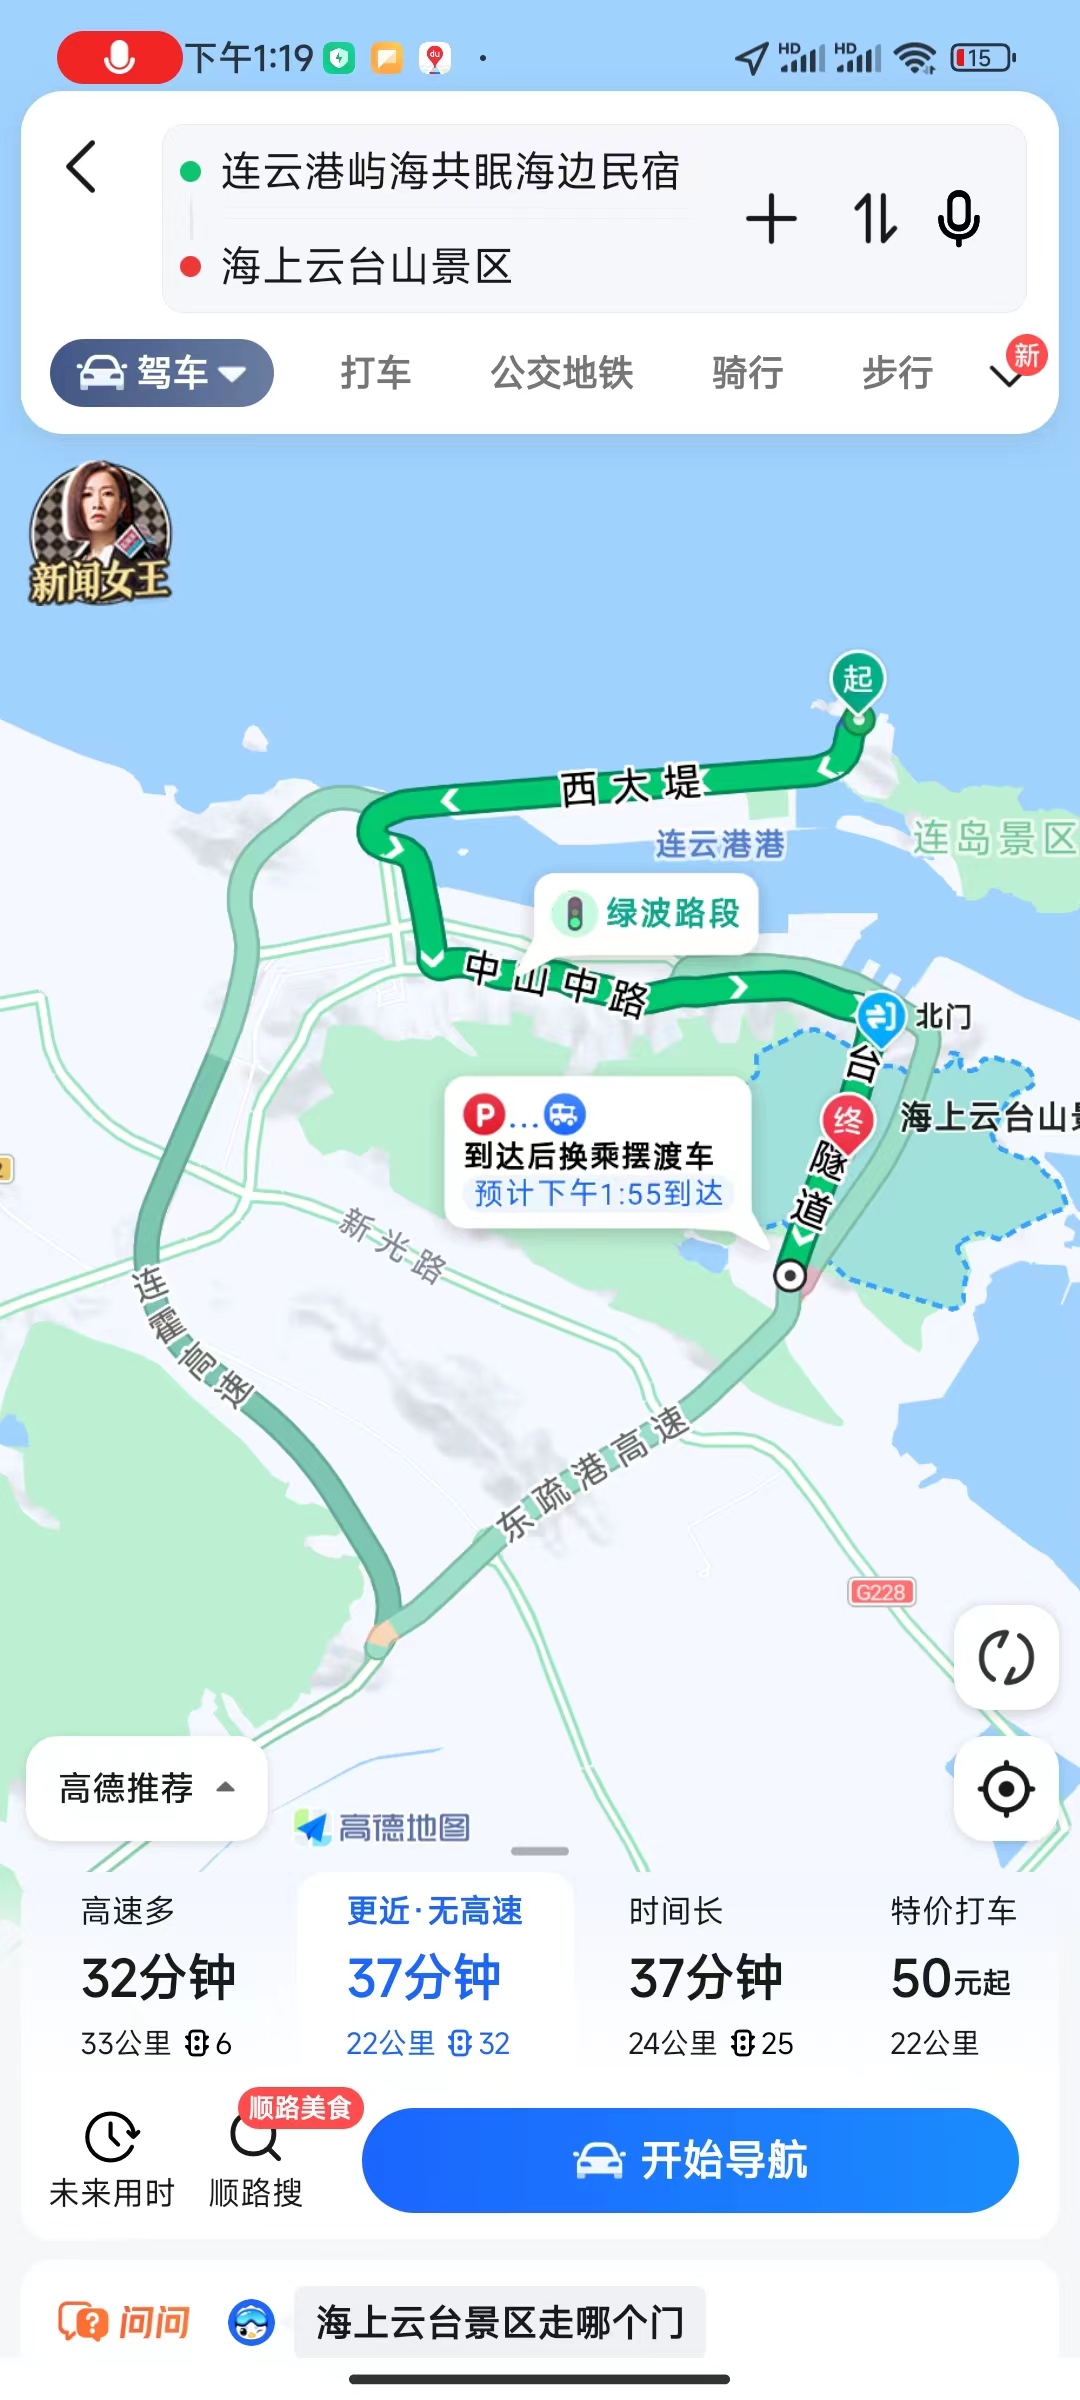 下午1:19
HD
HD
15
连云港屿海共眠海边民宿
海上云台山景区
驾车
打车
公交地铁
骑行
步行
新
新闻女王
起
西大堤
连云港港
连岛景区
绿波路段
中山中路
北门
台
海上云台山景
P...
终
到达后换乘摆渡车
预计下午1:55到达
隧道
新光路
连霍高速
东疏港高速
G228
高德推荐
高德地图
高速多
更近·无高速
时间长
特价打车
32分钟
37分钟
37分钟
50元起
33公里 6
22公里 32
24公里 25
22公里
顺路美食
未来用时
顺路搜
开始导航
问问
海上云台景区走哪个门